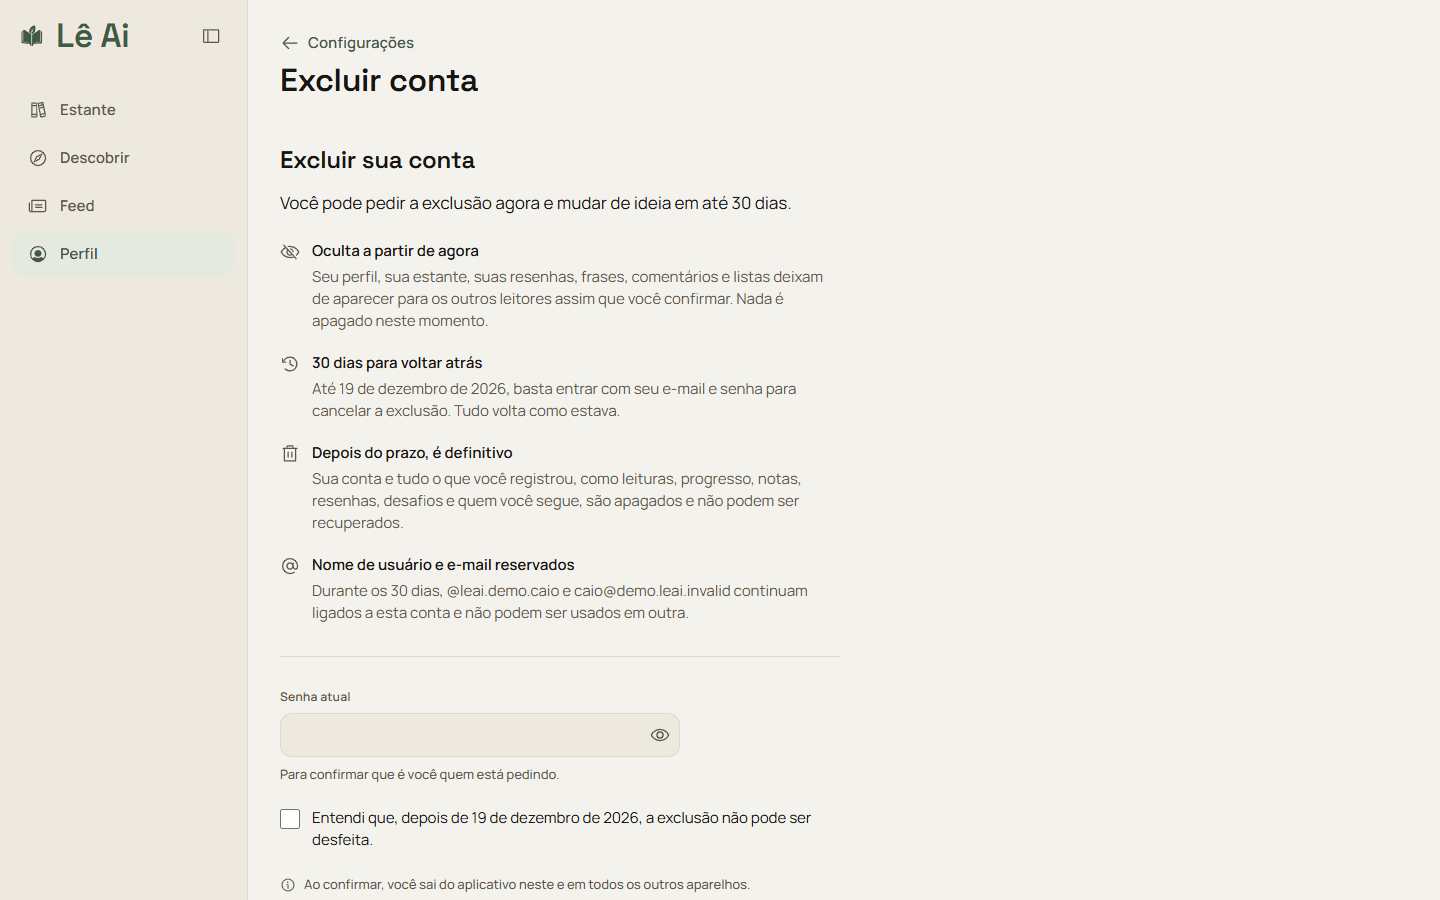 Lê Ai
Estante
Descobrir
Feed
Perfil
Configurações
Excluir conta
Excluir sua conta
Você pode pedir a exclusão agora e mudar de ideia em até 30 dias.
Oculta a partir de agora
Seu perfil, sua estante, suas resenhas, frases, comentários e listas deixam
de aparecer para os outros leitores assim que você confirmar. Nada é
apagado neste momento.
30 dias para voltar atrás
Até 19 de dezembro de 2026, basta entrar com seu e-mail e senha para
cancelar a exclusão. Tudo volta como estava.
Depois do prazo, é definitivo
Sua conta e tudo o que você registrou, como leituras, progresso, notas,
resenhas, desafios e quem você segue, são apagados e não podem ser
recuperados.
Nome de usuário e e-mail reservados
Durante os 30 dias, @leai.demo.caio e caio@demo.leai.invalid continuam
ligados a esta conta e não podem ser usados em outra.
Senha atual
Para confirmar que é você quem está pedindo.
Entendi que, depois de 19 de dezembro de 2026, a exclusão não pode ser
desfeita.
Ao confirmar, você sai do aplicativo neste e em todos os outros aparelhos.